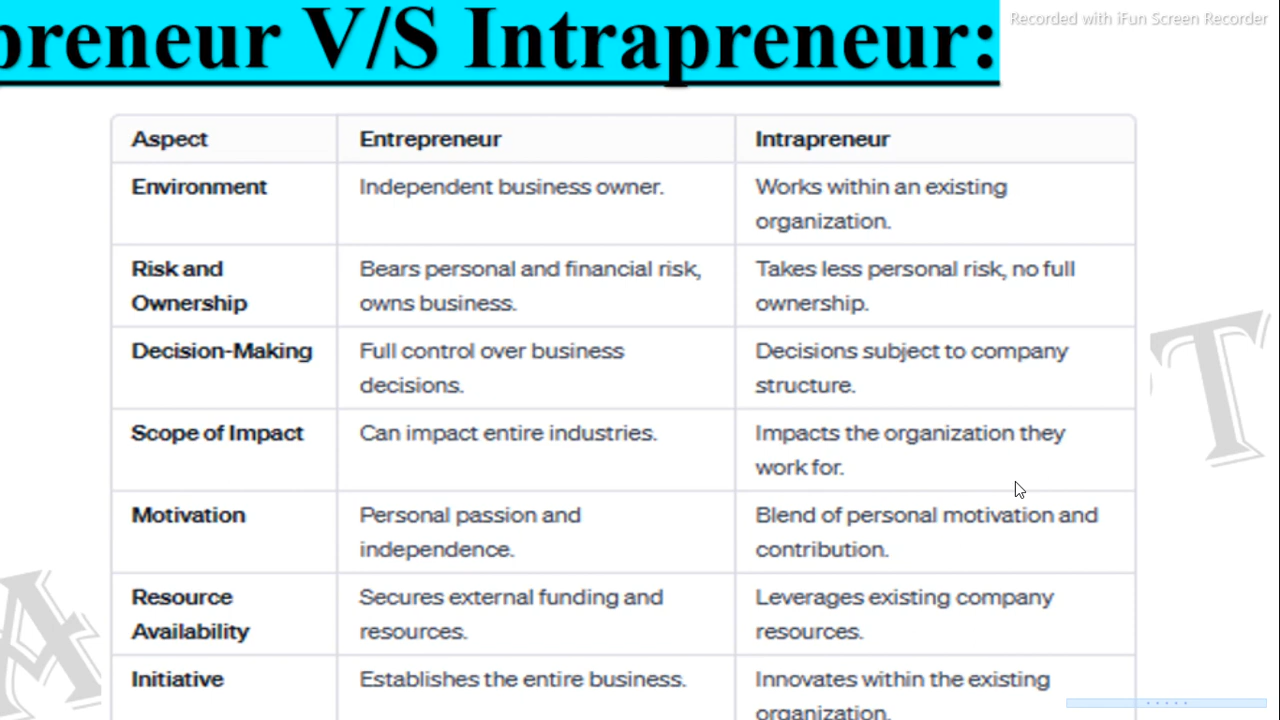 preneur V/S Intrapreneur:
Recorded with iFun Screen Recorder
Aspect Entrepreneur Intrapreneur
Environment Independent business owner. Works within an existing
organization.
Risk and Bears personal and financial risk, Takes less personal risk, no full
Ownership owns business. ownership.
Decision-Making Full control over business Decisions subject to company
decisions. structure.
Scope of Impact Can impact entire industries. Impacts the organization they
work for.
Motivation Personal passion and Blend of personal motivation and
independence. contribution.
Resource Secures external funding and Leverages existing company
Availability resources. resources.
Initiative Establishes the entire business. Innovates within the existing
organization.
T
A